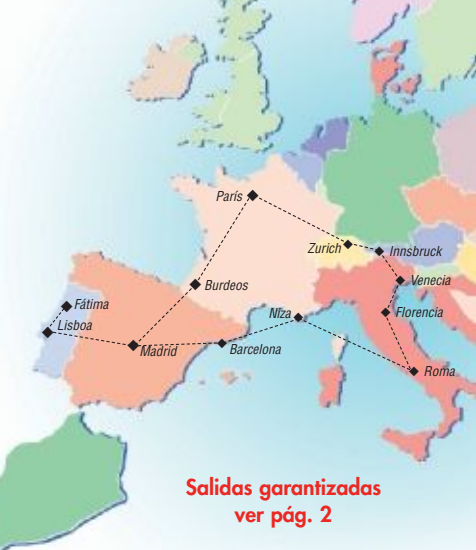 París
Zurich
Innsbruck
Venecia
Burdeos
Fátima
Niza
Florencia
Lisboa
Madrid
Barcelona
Roma
Salidas garantizadas
ver pág. 2